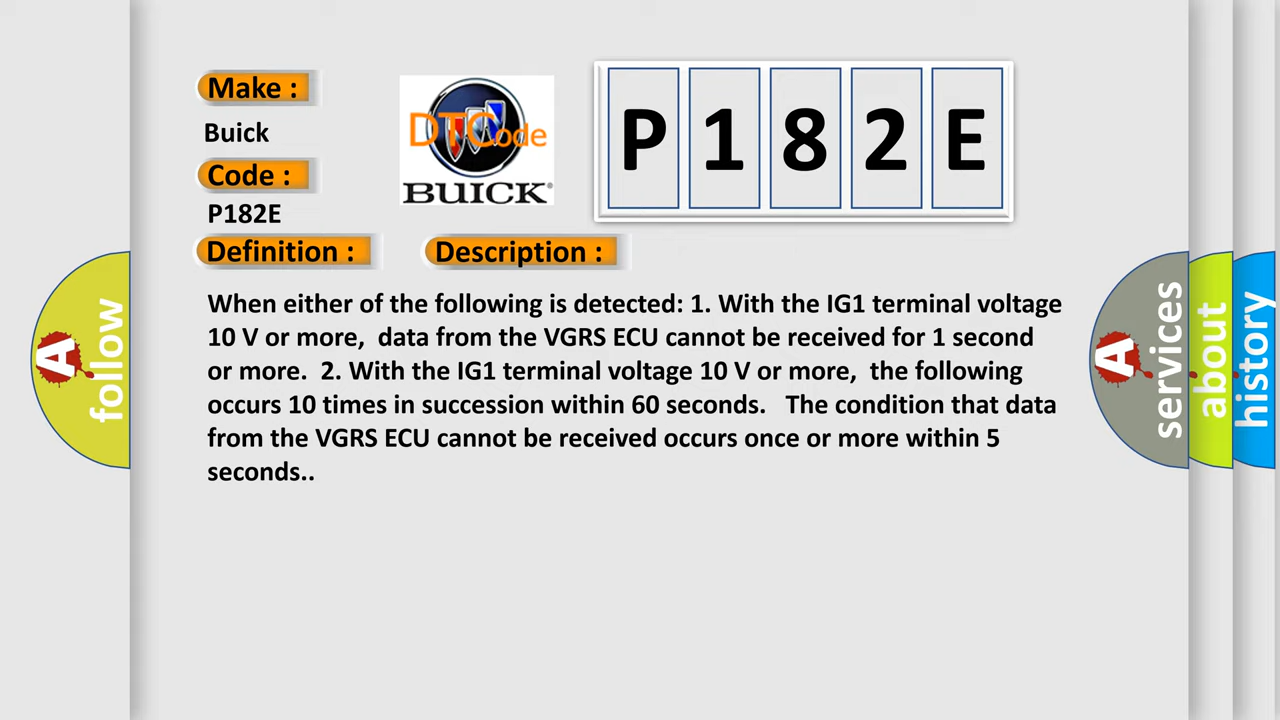 Make :
Buick
Code :
P182E
Definition :
Description :
DTCode
BUICK®
P 1 8 2 E
When either of the following is detected: 1. With the IG1 terminal voltage
10 V or more,  data from the VGRS ECU cannot be received for 1 second
or more.  2. With the IG1 terminal voltage 10 V or more,  the following
occurs 10 times in succession within 60 seconds.   The condition that data
from the VGRS ECU cannot be received occurs once or more within 5
seconds..
A follow
A services
about
history